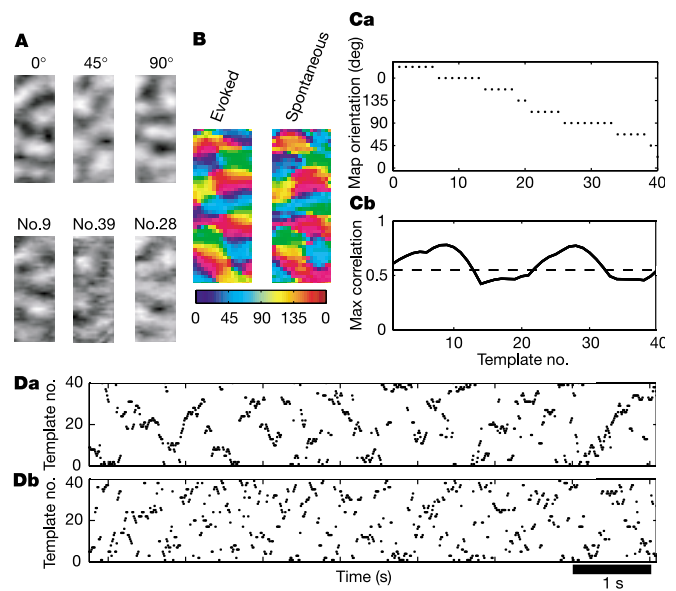 A
0° 45° 90°
No.9 No.39 No.28
B
Evoked Spontaneous
0 45 90 135 0
Ca
Map orientation (deg)
0
135
90
45
0
0 10 20 30 40
Cb
Max correlation
1
0.5
0
10 20 30 40
Template no.
Da
Template no.
40
20
0
Db
Template no.
40
20
0
Time (s)
1 s